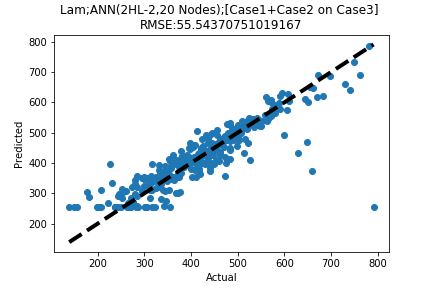 Lam;ANN(2HL-2,20 Nodes);[Case1+Case2 on Case3]
RMSE:55.54370751019167
800
700
600
500
400
300
200
Predicted
200 300 400 500 600 700 800
Actual